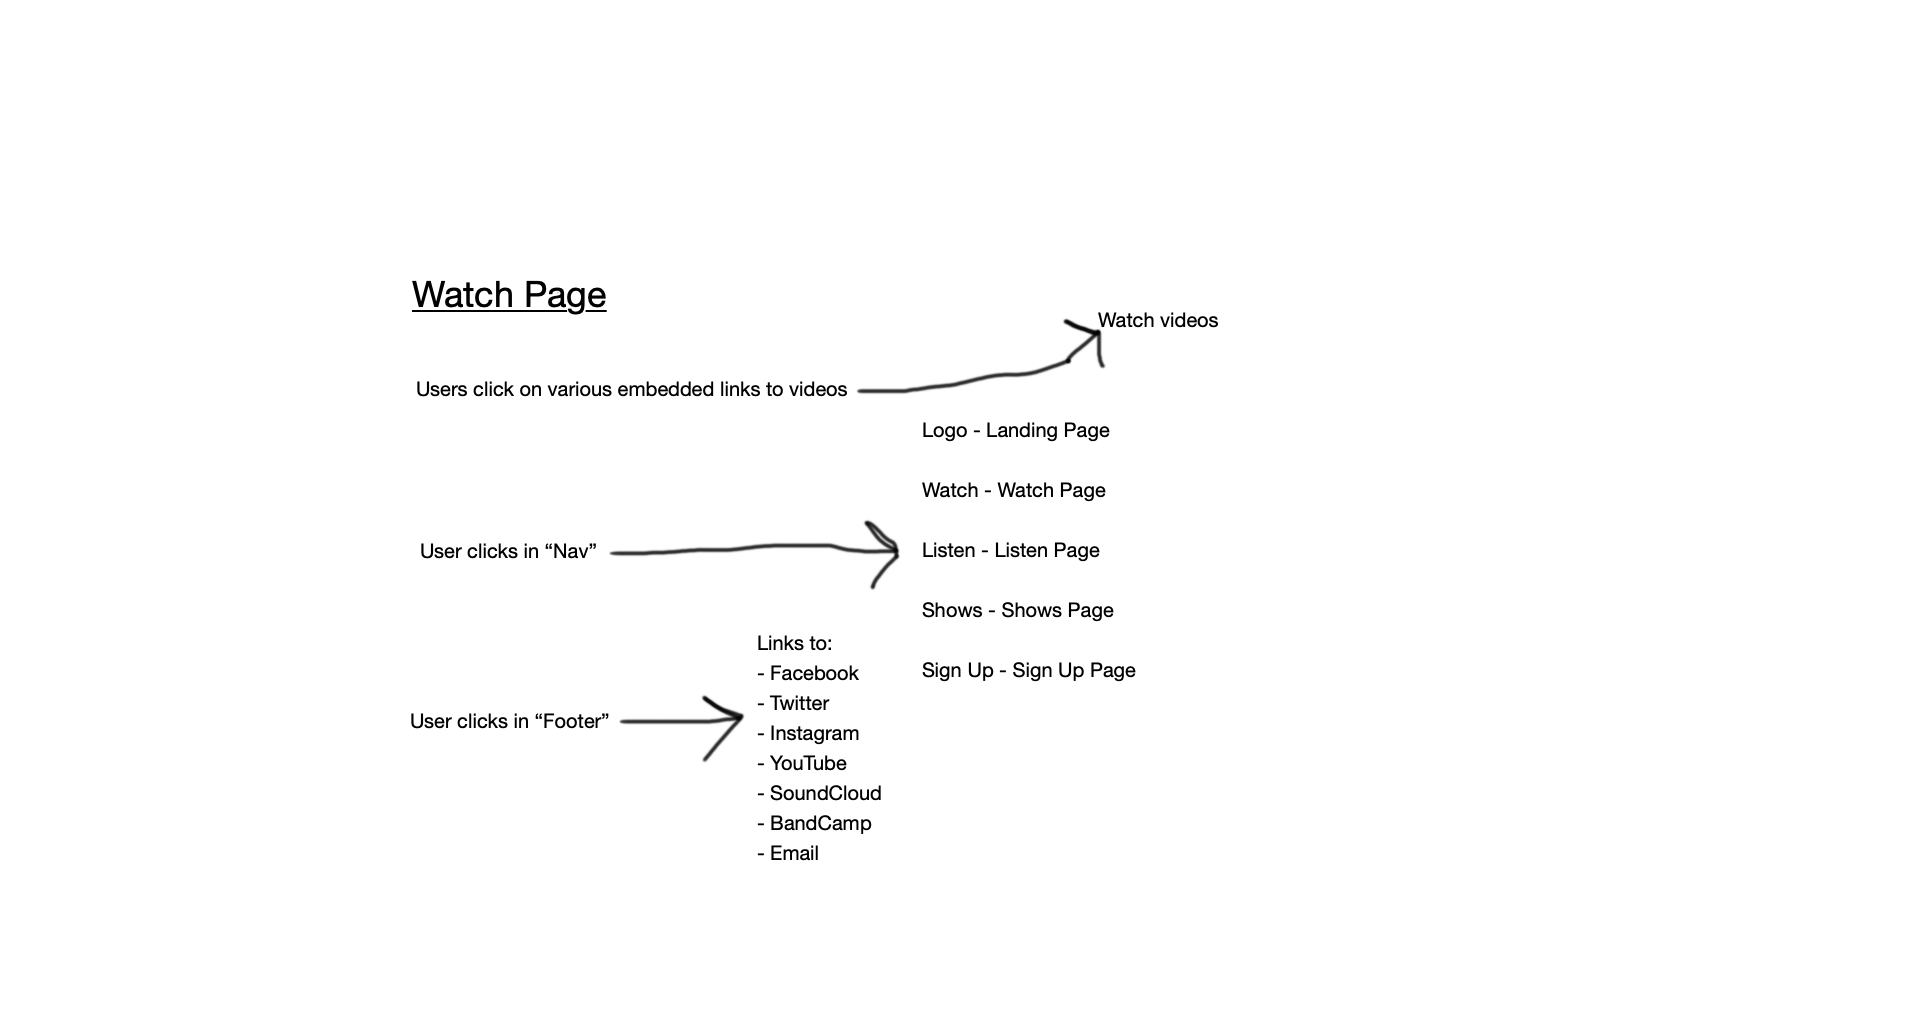 Watch Page
Watch videos
Users click on various embedded links to videos
Logo - Landing Page
Watch - Watch Page
User clicks in “Nav”
Listen - Listen Page
Shows - Shows Page
Sign Up - Sign Up Page
User clicks in “Footer”
Links to:
- Facebook
- Twitter
- Instagram
- YouTube
- SoundCloud
- BandCamp
- Email